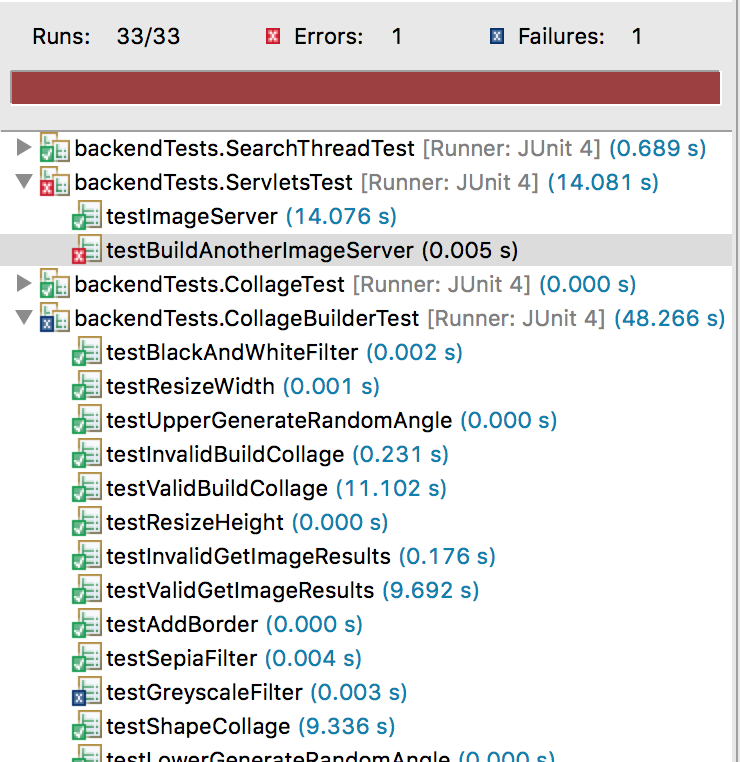 Runs: 33/33 Errors: 1 Failures: 1
backendTests.SearchThreadTest [Runner: JUnit 4] (0.689 s)
backendTests.ServletsTest [Runner: JUnit 4] (14.081 s)
testImageServer (14.076 s)
testBuildAnotherImageServer (0.005 s)
backendTests.CollageTest [Runner: JUnit 4] (0.000 s)
backendTests.CollageBuilderTest [Runner: JUnit 4] (48.266 s)
testBlackAndWhiteFilter (0.002 s)
testResizeWidth (0.001 s)
testUpperGenerateRandomAngle (0.000 s)
testInvalidBuildCollage (0.231 s)
testValidBuildCollage (11.102 s)
testResizeHeight (0.000 s)
testInvalidGetImageResults (0.176 s)
testValidGetImageResults (9.692 s)
testAddBorder (0.000 s)
testSepiaFilter (0.004 s)
testGreyscaleFilter (0.003 s)
testShapeCollage (9.336 s)
testLowerGenerateRandomAngle (0.000 s)